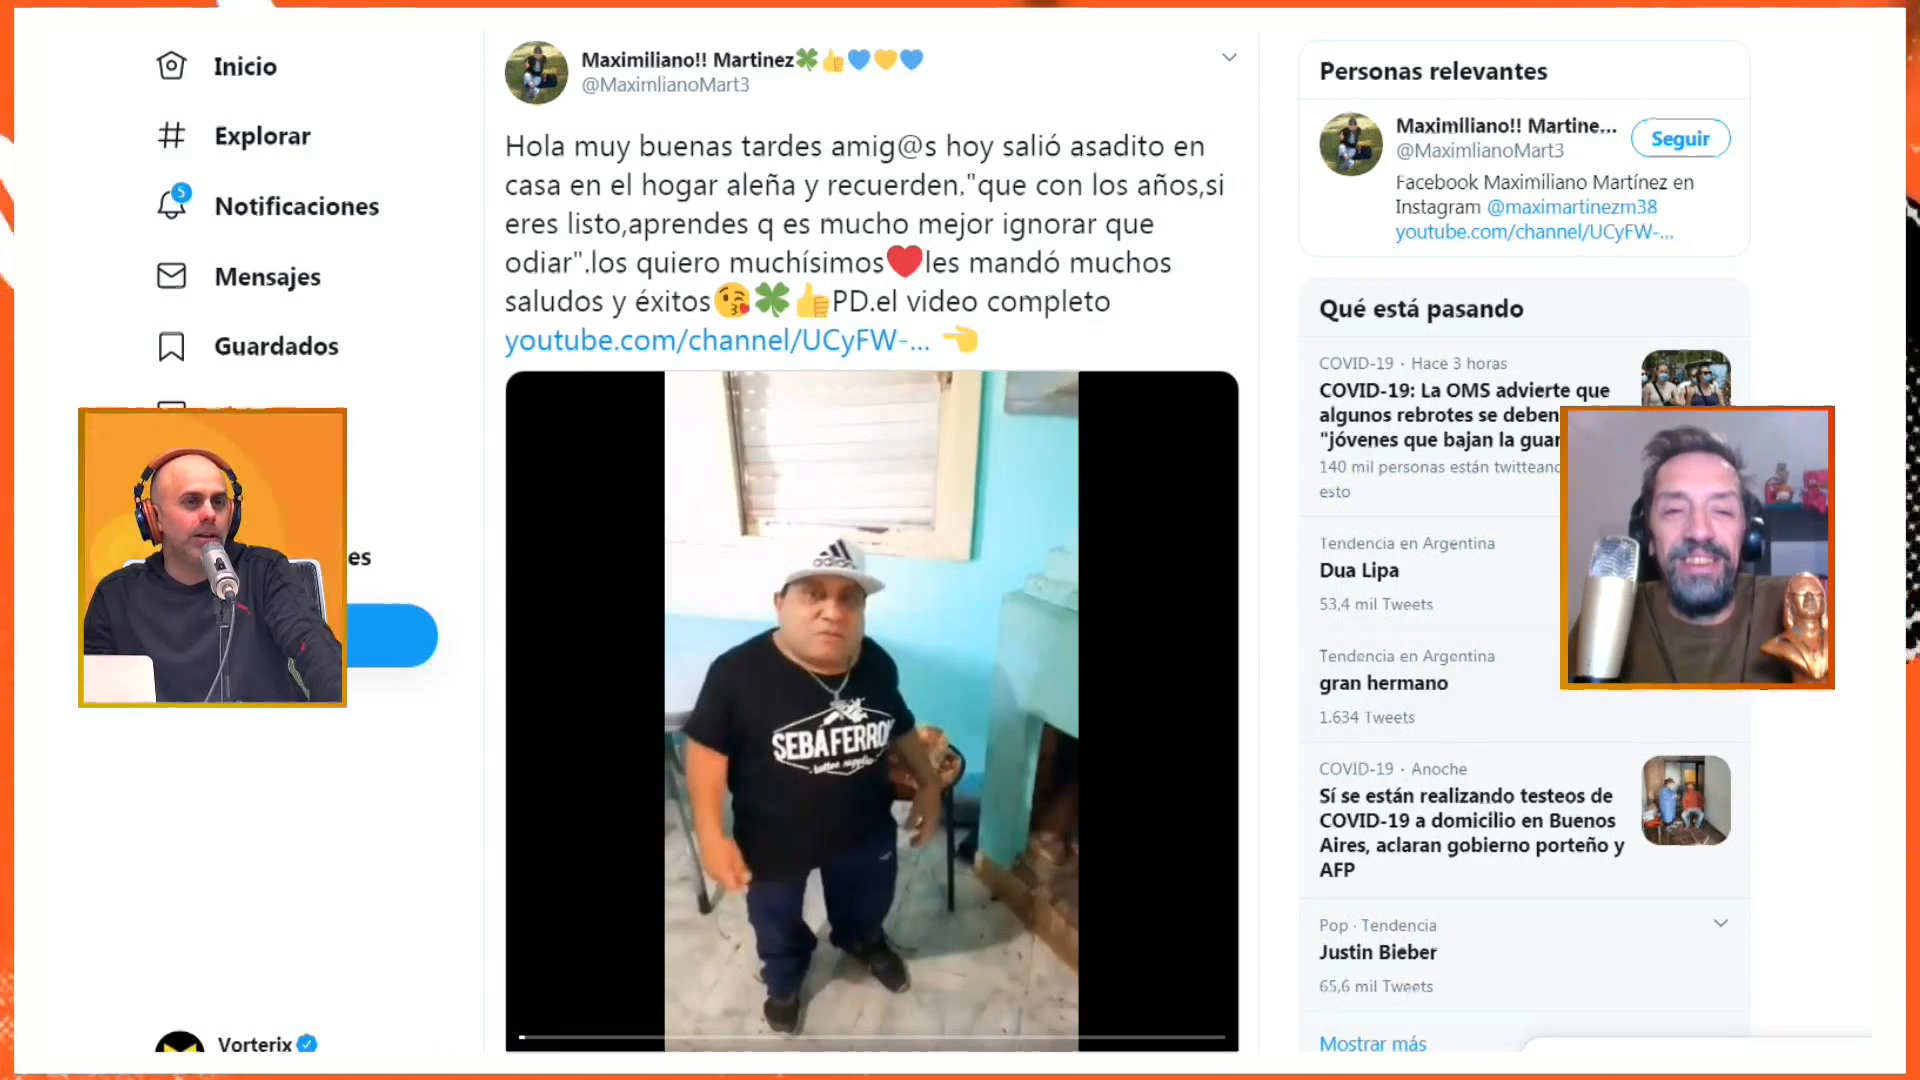 Inicio
Explorar
5
Notificaciones
Mensajes
Guardados
es
Vorterix
Maximiliano!! Martinez🍀👍💙💛💙
@MaximlianoMart3
Hola muy buenas tardes amig@s hoy salió asadito en
casa en el hogar aleña y recuerden."que con los años,si
eres listo,aprendes q es mucho mejor ignorar que
odiar".los quiero muchísimos❤️les mandó muchos
saludos y éxitos😘🍀👍PD.el video completo
youtube.com/channel/UCyFW-... 👈
adidas
SEBA FERRO
tattoo supplies
Personas relevantes
Maximiliano!! Martine...
@MaximlianoMart3
Seguir
Facebook Maximiliano Martínez en
Instagram @maximartinezm38
youtube.com/channel/UCyFW-...
Qué está pasando
COVID-19 · Hace 3 horas
COVID-19: La OMS advierte que
algunos rebrotes se deben
"jóvenes que bajan la guar
140 mil personas están twitteand
esto
Tendencia en Argentina
Dua Lipa
53,4 mil Tweets
Tendencia en Argentina
gran hermano
1.634 Tweets
COVID-19 · Anoche
Sí se están realizando testeos de
COVID-19 a domicilio en Buenos
Aires, aclaran gobierno porteño y
AFP
Pop · Tendencia
Justin Bieber
65,6 mil Tweets
Mostrar más